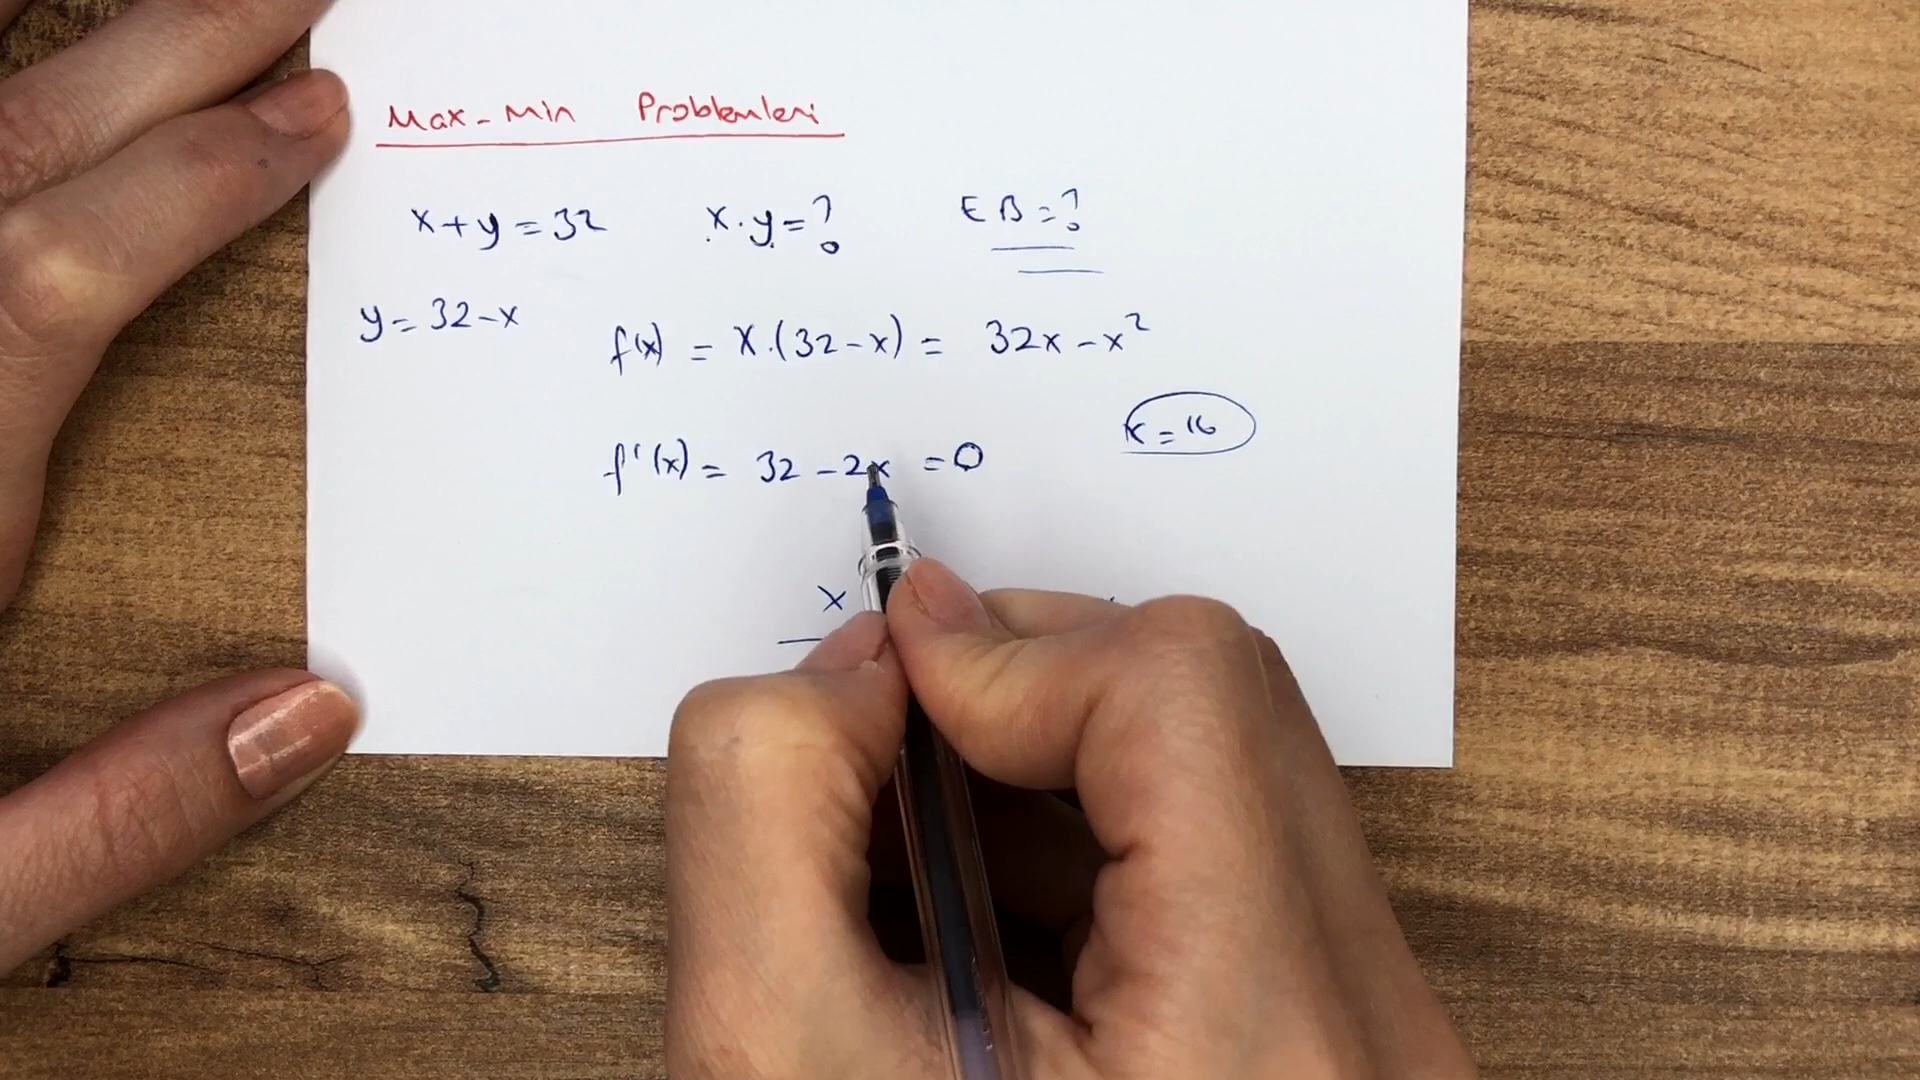 Max-Min Problemleri
x+y=32 x.y=? EB=?
y=32-x
f(x) = x.(32-x) = 32x-x²
x=16
f'(x) = 32-2x =0
x